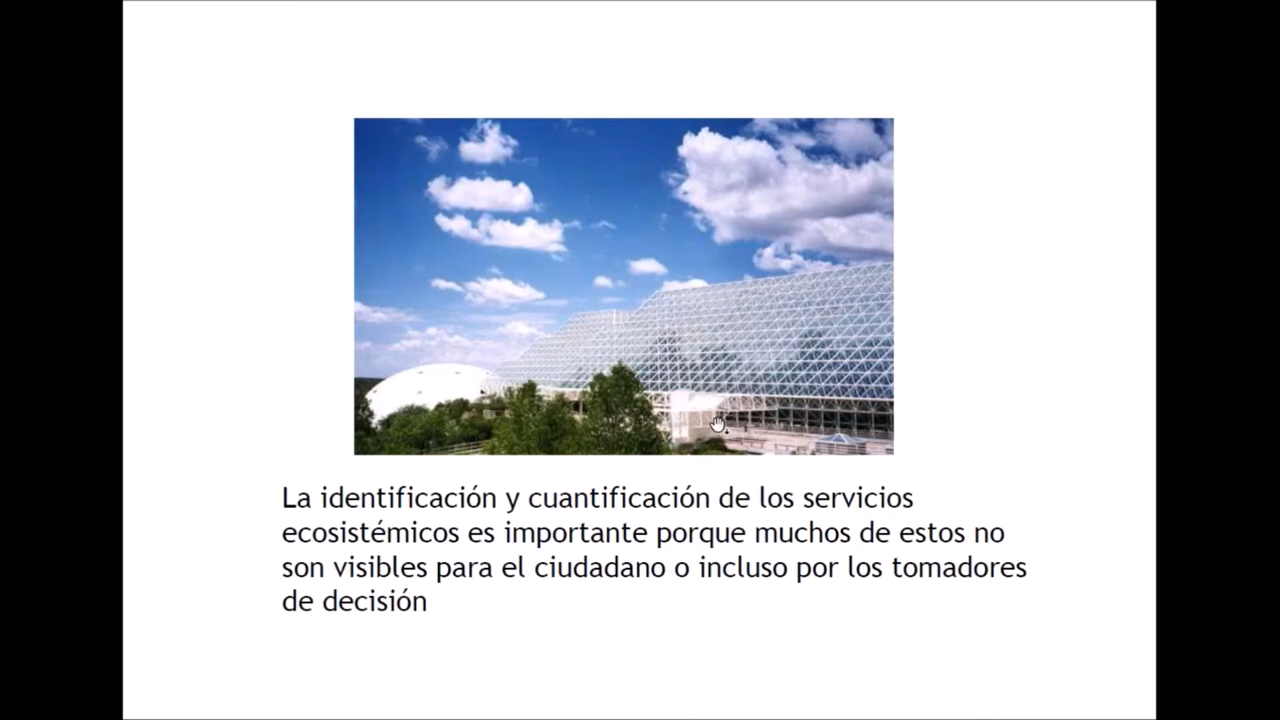 La identificación y cuantificación de los servicios
ecosistémicos es importante porque muchos de estos no
son visibles para el ciudadano o incluso por los tomadores
de decisión